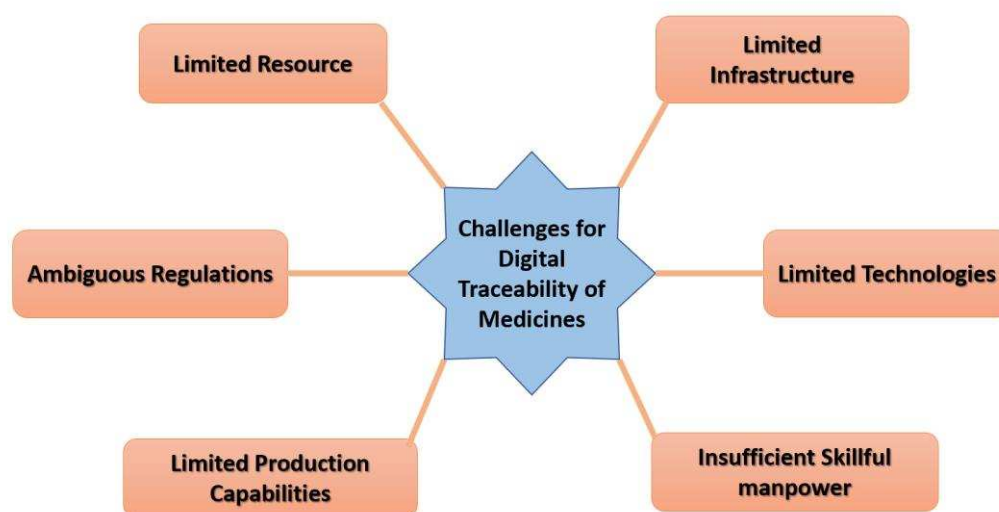 Limited Resource
Limited
Infrastructure
Challenges for
Digital
Traceability of
Medicines
Ambiguous Regulations
Limited Technologies
Limited Production
Capabilities
Insufficient Skillful
manpower